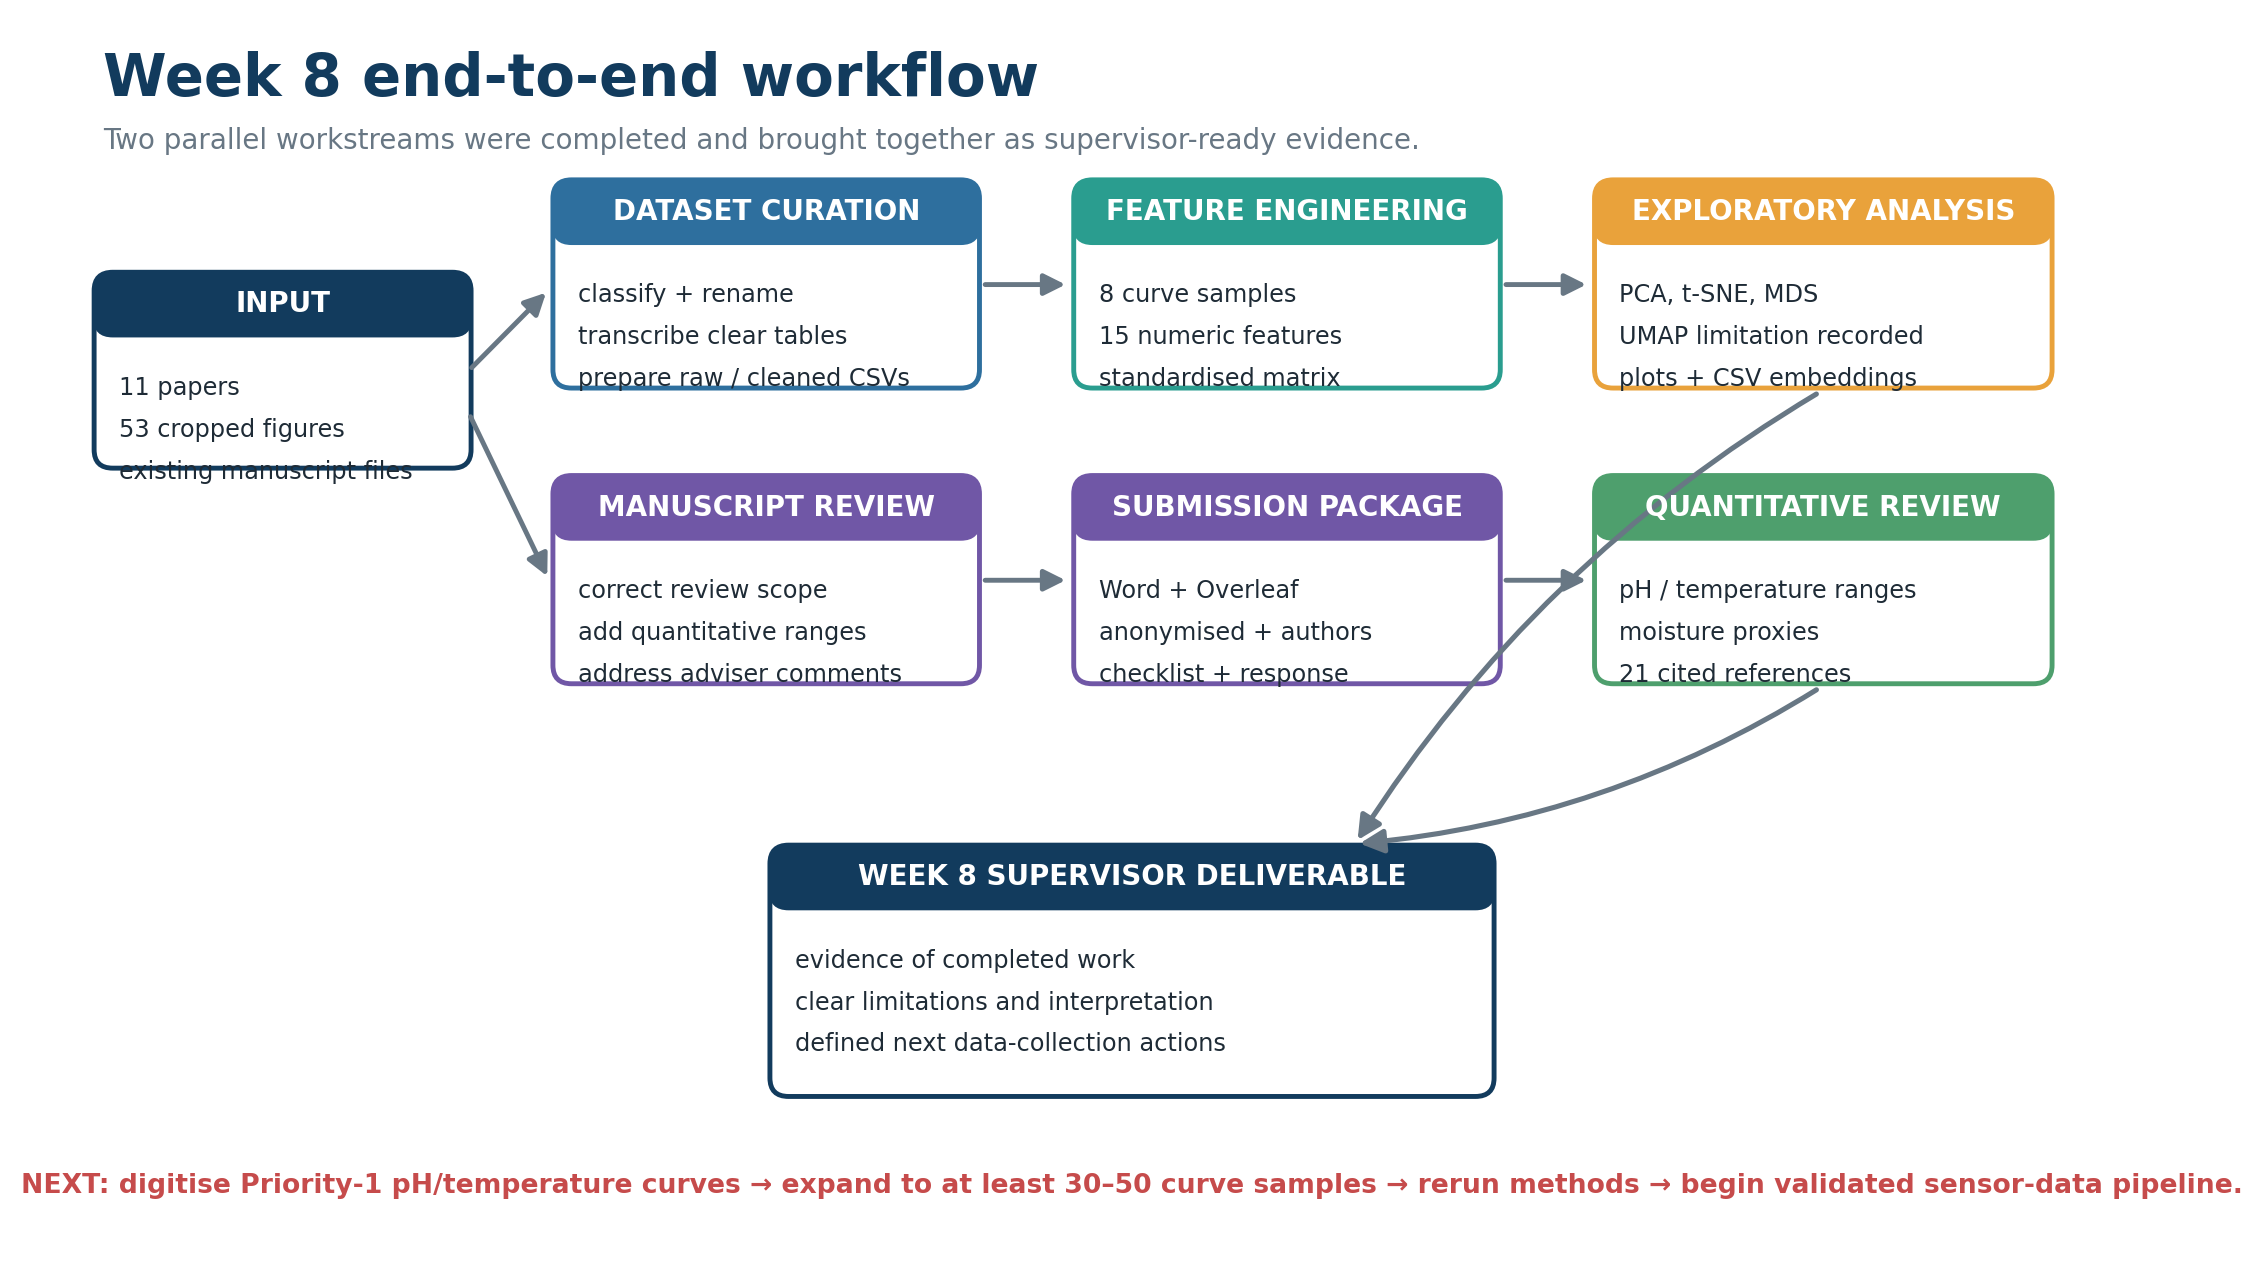 Week 8 end-to-end workflow
Two parallel workstreams were completed and brought together as supervisor-ready evidence.
INPUT
11 papers
53 cropped figures
existing manuscript files
DATASET CURATION
classify + rename
transcribe clear tables
prepare raw / cleaned CSVs
FEATURE ENGINEERING
8 curve samples
15 numeric features
standardised matrix
EXPLORATORY ANALYSIS
PCA, t-SNE, MDS
UMAP limitation recorded
plots + CSV embeddings
MANUSCRIPT REVIEW
correct review scope
add quantitative ranges
address adviser comments
SUBMISSION PACKAGE
Word + Overleaf
anonymised + authors
checklist + response
QUANTITATIVE REVIEW
pH / temperature ranges
moisture proxies
21 cited references
WEEK 8 SUPERVISOR DELIVERABLE
evidence of completed work
clear limitations and interpretation
defined next data-collection actions
NEXT: digitise Priority-1 pH/temperature curves → expand to at least 30–50 curve samples → rerun methods → begin validated sensor-data pipeline.